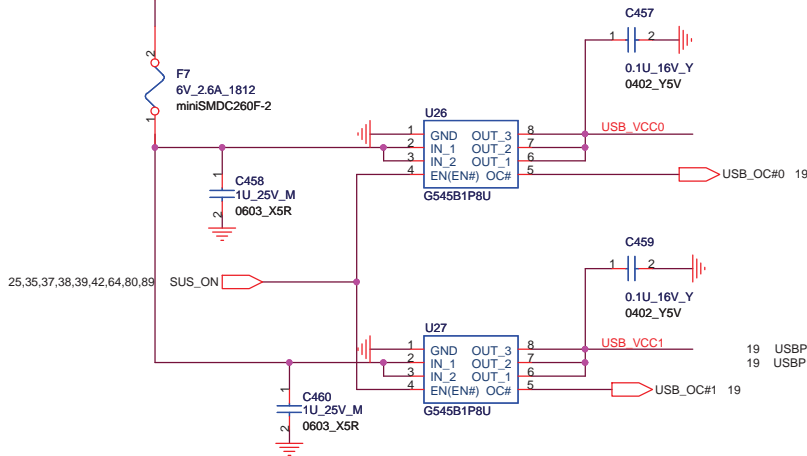 C457
1 2
0.1U_16V_Y
0402_Y5V
2
F7
6V_2.6A_1812
miniSMDC260F-2
1
U26
1 GND OUT_3 8 USB_VCC0
2 IN_1 OUT_2 7
3 IN_2 OUT_1 6
4 EN(EN#) OC# 5 USB_OC#0 19
G545B1P8U
1
C458
1U_25V_M
2 0603_X5R
C459
1 2
0.1U_16V_Y
0402_Y5V
25,35,37,38,39,42,64,80,89 SUS_ON
U27
1 GND OUT_3 8 USB_VCC1 19 USBP
2 IN_1 OUT_2 7 19 USBP
3 IN_2 OUT_1 6
4 EN(EN#) OC# 5 USB_OC#1 19
G545B1P8U
1
C460
1U_25V_M
2 0603_X5R